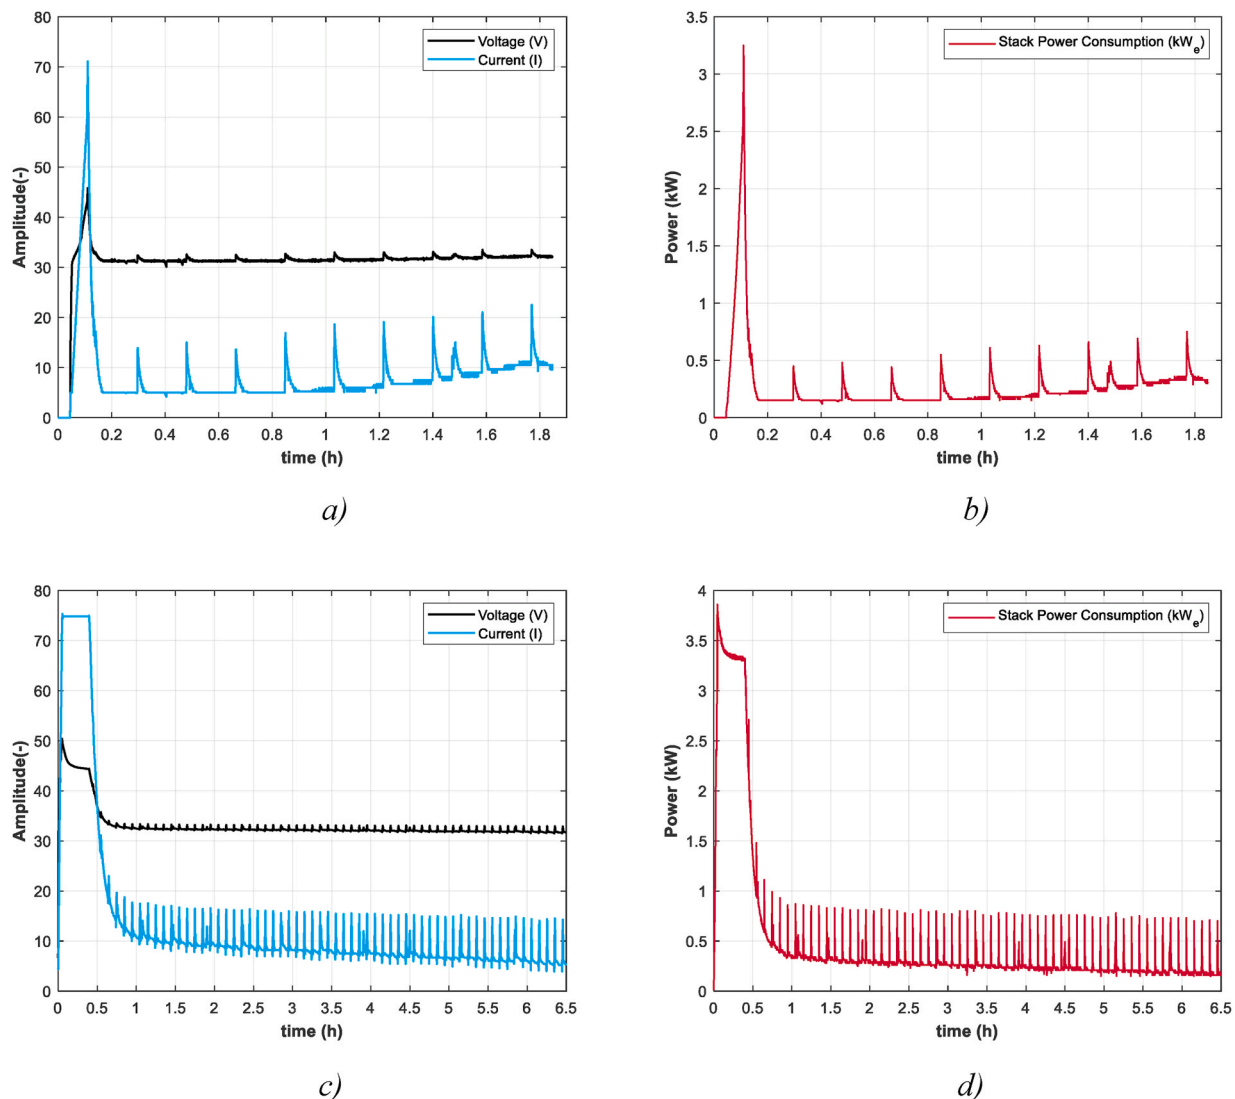 80
70
60
50
40
30
20
10
0
Amplitude(-)
Voltage (V)
Current (I)
0 0.2 0.4 0.6 0.8 1 1.2 1.4 1.6 1.8
time (h)
a)
3.5
3
2.5
2
1.5
1
0.5
0
Power (kW)
Stack Power Consumption (kWe)
0 0.2 0.4 0.6 0.8 1 1.2 1.4 1.6 1.8
time (h)
b)
80
70
60
50
40
30
20
10
0
Amplitude(-)
Voltage (V)
Current (I)
0 0.5 1 1.5 2 2.5 3 3.5 4 4.5 5 5.5 6 6.5
time (h)
c)
4
3.5
3
2.5
2
1.5
1
0.5
0
Power (kW)
Stack Power Consumption (kWe)
0 0.5 1 1.5 2 2.5 3 3.5 4 4.5 5 5.5 6 6.5
time (h)
d)